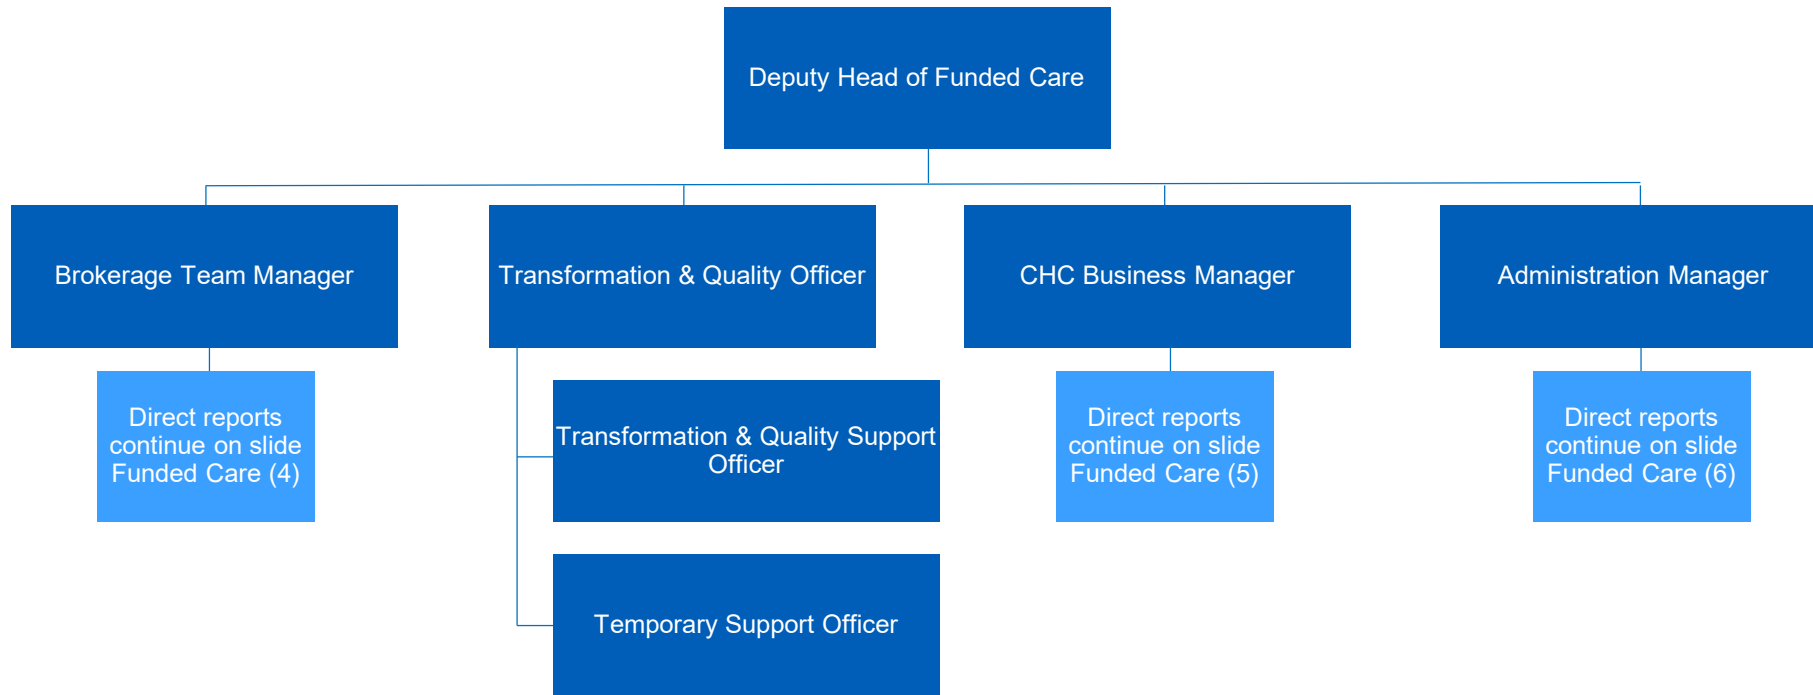 Deputy Head of Funded Care
Brokerage Team Manager
Transformation & Quality Officer
CHC Business Manager
Administration Manager
Direct reports
continue on slide
Funded Care (4)
Transformation & Quality Support
Officer
Temporary Support Officer
Direct reports
continue on slide
Funded Care (5)
Direct reports
continue on slide
Funded Care (6)